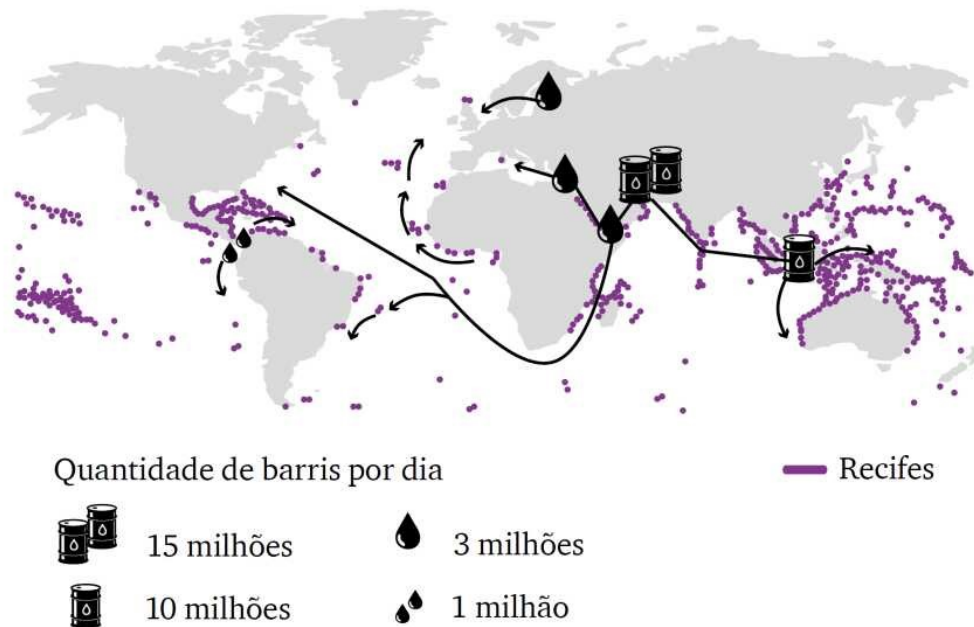 Quantidade de barris por dia
Recifes
15 milhões
3 milhões
10 milhões
1 milhão